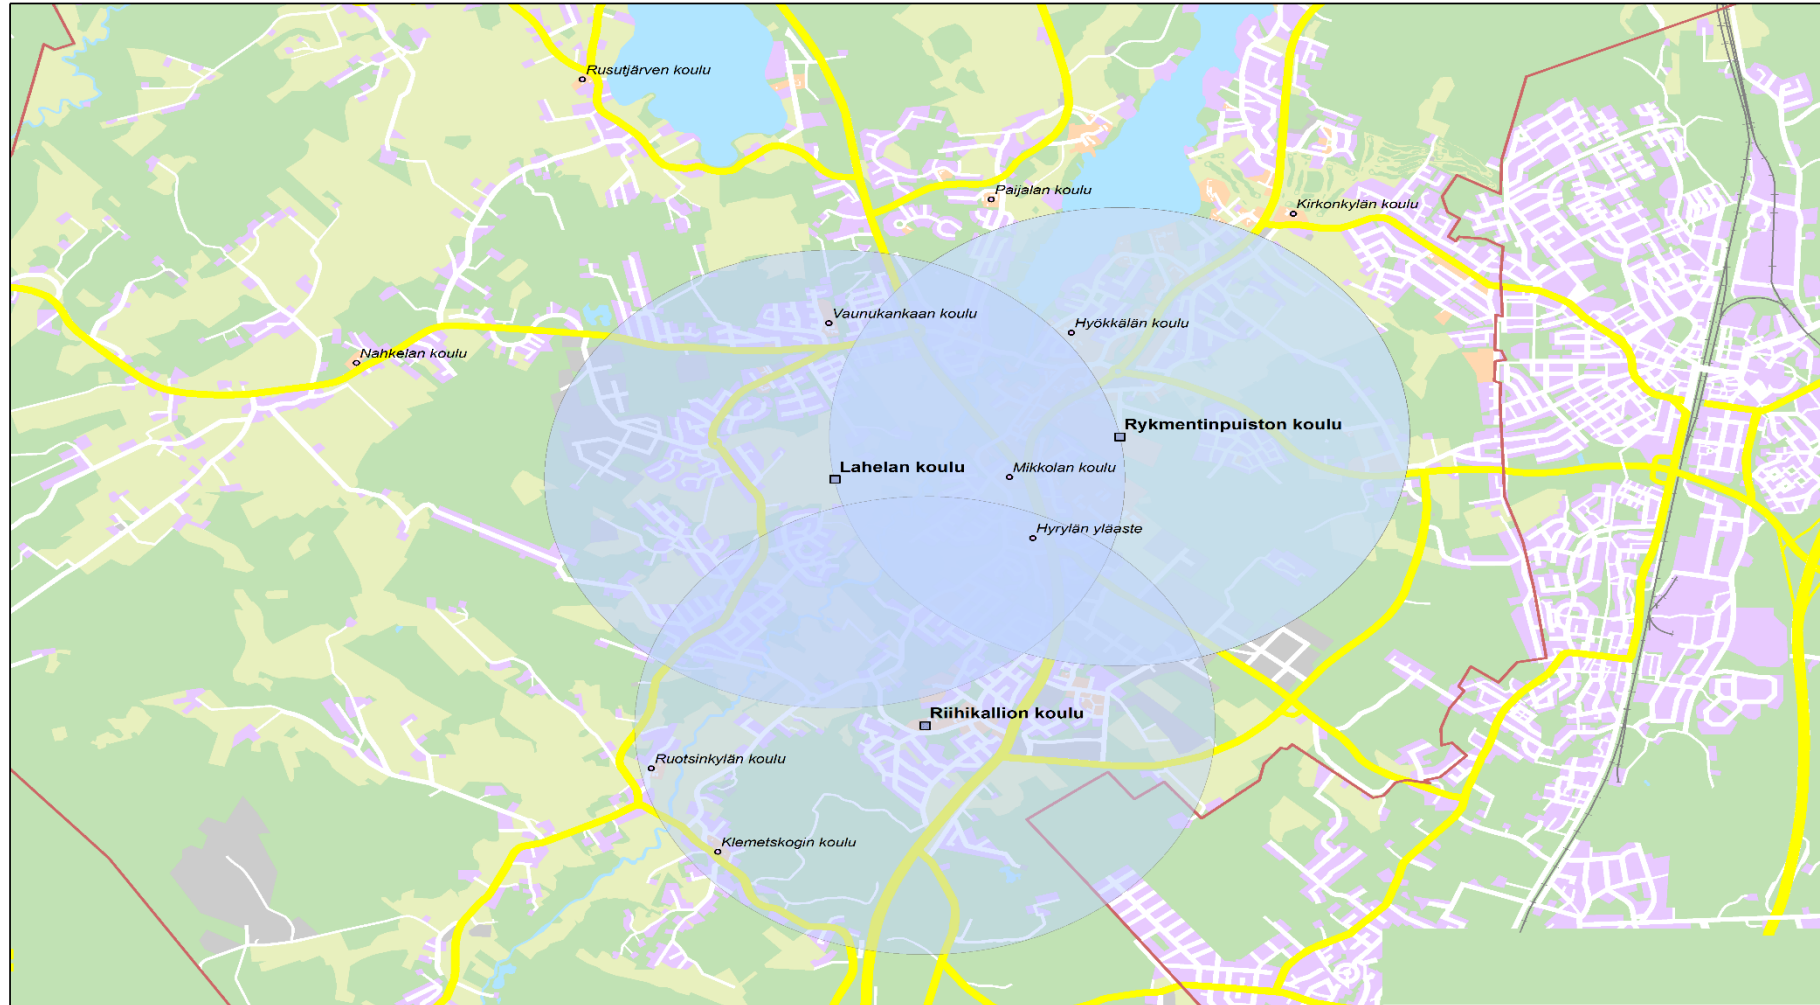 Rusutjärven koulu
Paijalan koulu
Kirkonkylän koulu
Vaunukankaan koulu
Hyökkälän koulu
Nahkelan koulu
Rykmentinpuiston koulu
Lahelan koulu
Mikkolan koulu
Hyrylän yläaste
Riihikallion koulu
Ruotsinkylän koulu
Klemetskogin koulu